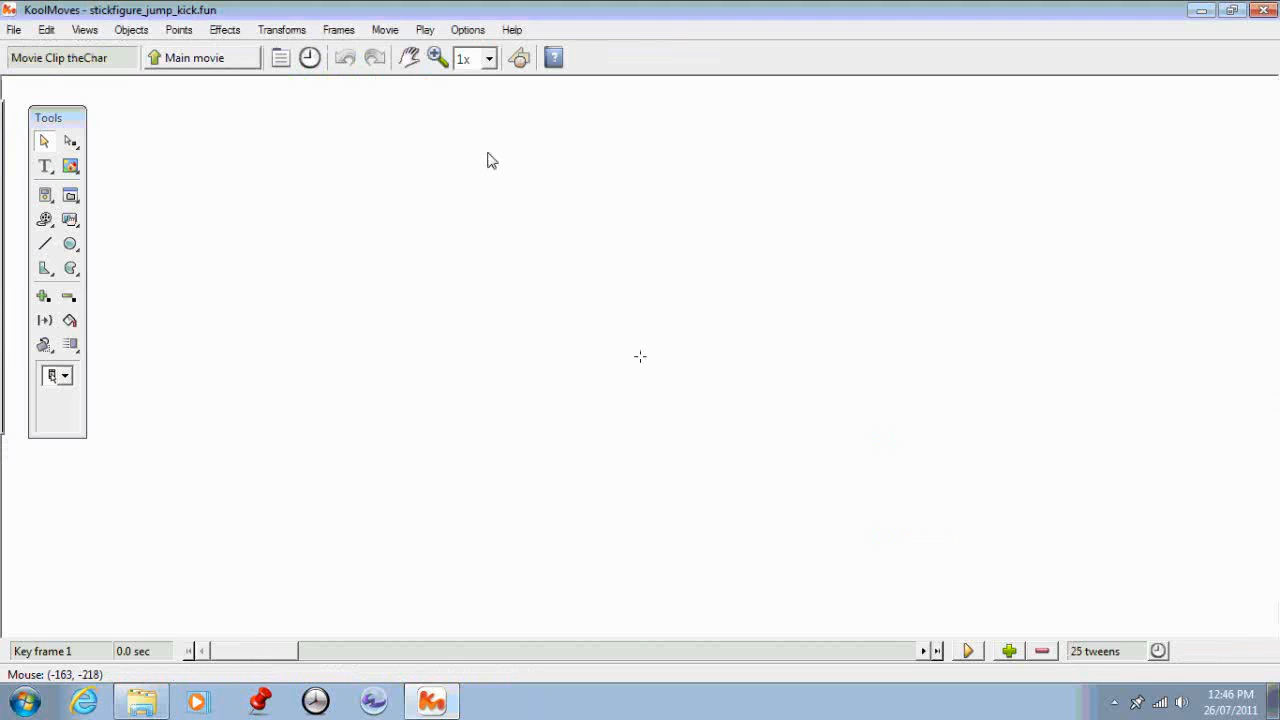 KoolMoves - stickfigure_jump_kick.fun
File Edit Views Objects Points Effects Transforms Frames Movie Play Options Help
Movie Clip theChar Main movie 1x
Tools
Key frame 1 0.0 sec 25 tweens
Mouse: (-163, -218)
12:46 PM
26/07/2011